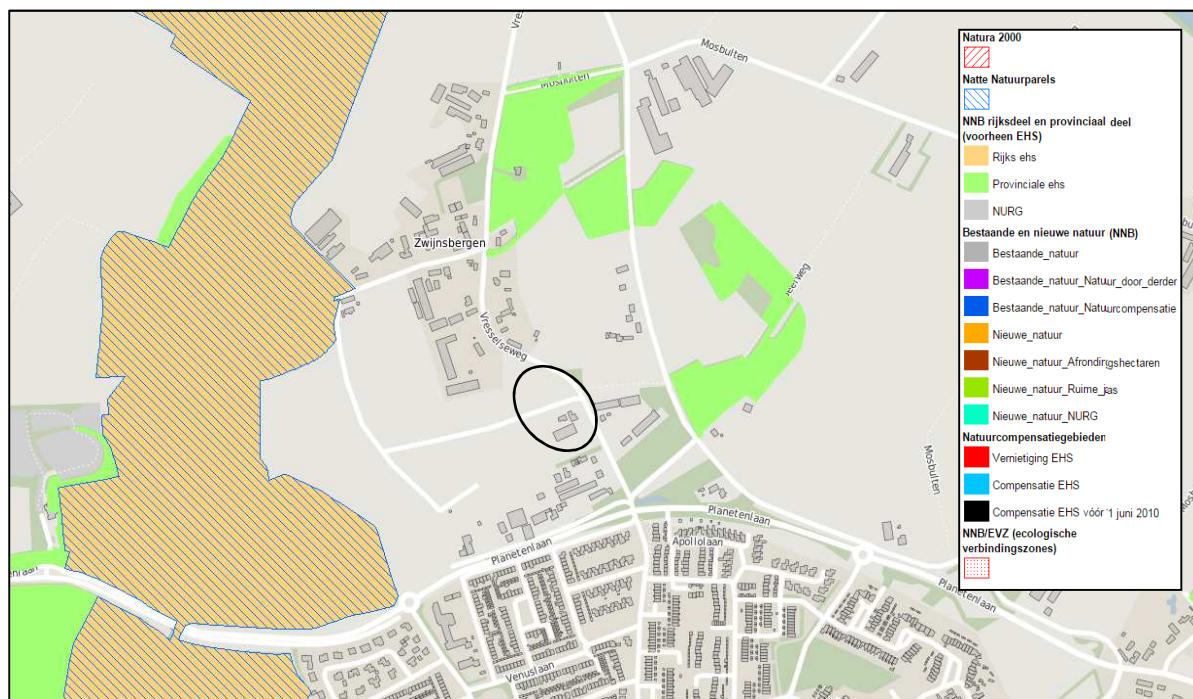 Vres
Mosbulten
Mosbulten
Zwijnsbergen
Vresselseweg
Mosbulten
Planetenlaan
Planetenlaan
Apollolaan
Planetenlaan
Venuslaan
Natura 2000
Natte Natuurparels
NNB rijksdeel en provinciaal deel
(voorheen EHS)
Rijks ehs
Provinciale ehs
NURG
Bestaande en nieuwe natuur (NNB)
Bestaande_natuur
Bestaande_natuur_Natuur_door_derden
Bestaande_natuur_Natuurcompensatie
Nieuwe_natuur
Nieuwe_natuur_Afrondingshectaren
Nieuwe_natuur_Ruime_jas
Nieuwe_natuur_NURG
Natuurcompensatiegebieden
Vernietiging EHS
Compensatie EHS
Compensatie EHS vóór 1 juni 2010
NNB/EVZ (ecologische
verbindingszones)